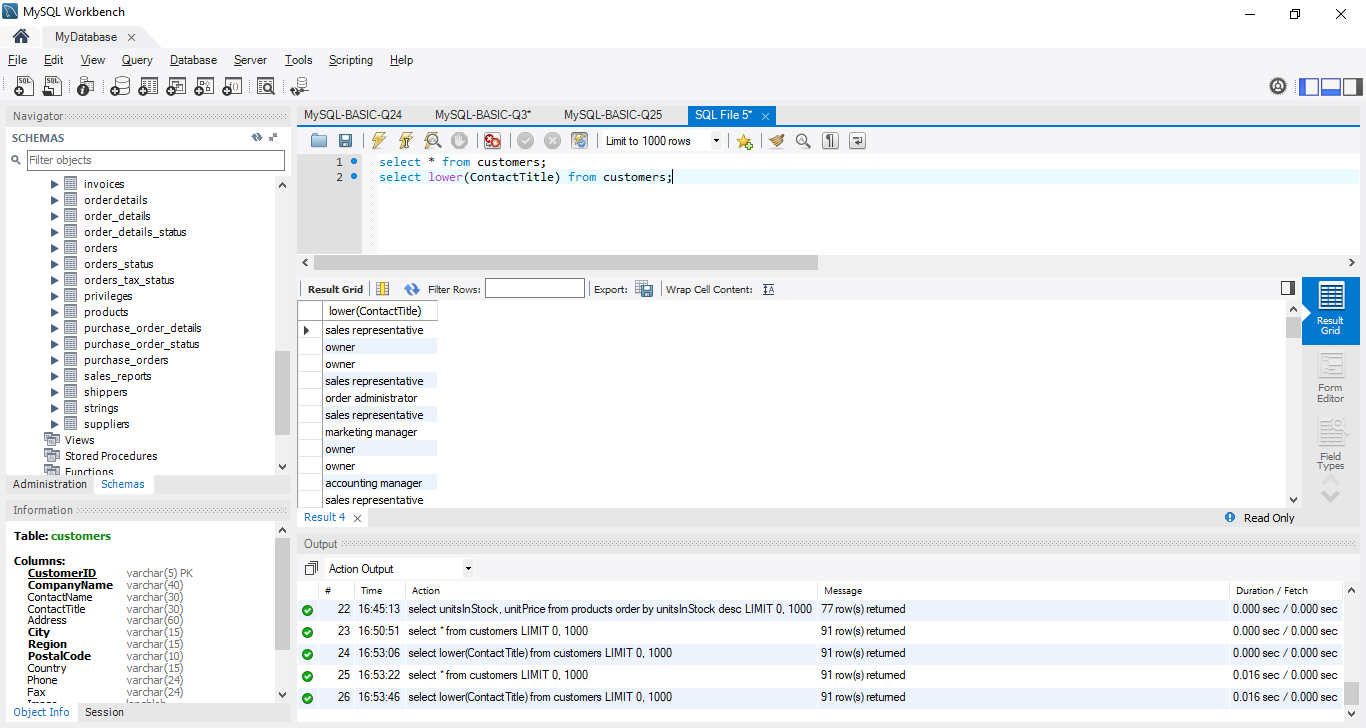 MySQL Workbench
MyDatabase
File Edit View Query Database Server Tools Scripting Help
Navigator
SCHEMAS
Filter objects
invoices
orderdetails
order_details
order_details_status
orders
orders_status
orders_tax_status
privileges
products
purchase_order_details
purchase_order_status
purchase_orders
sales_reports
shippers
strings
suppliers
Views
Stored Procedures
Functions
Administration Schemas
Information
Table: customers
Columns:
CustomerID varchar(5) PK
CompanyName varchar(40)
ContactName varchar(30)
ContactTitle varchar(30)
Address varchar(60)
City varchar(15)
Region varchar(15)
PostalCode varchar(10)
Country varchar(15)
Phone varchar(24)
Fax varchar(24)
Image longblob
Object Info Session
MySQL-BASIC-Q24 MySQL-BASIC-Q3* MySQL-BASIC-Q25 SQL File 5*
Limit to 1000 rows
1 select * from customers;
2 select lower(ContactTitle) from customers;
Result Grid Filter Rows: Export: Wrap Cell Content:
lower(ContactTitle)
sales representative
owner
owner
sales representative
order administrator
sales representative
marketing manager
owner
owner
accounting manager
sales representative
Result
Grid
Form
Editor
Field
Types
Result 4
Read Only
Output
Action Output
# Time Action Message Duration / Fetch
22 16:45:13 select unitsInStock, unitPrice from products order by unitsInStock desc LIMIT 0, 1000 77 row(s) returned 0.000 sec / 0.000 sec
23 16:50:51 select * from customers LIMIT 0, 1000 91 row(s) returned 0.000 sec / 0.000 sec
24 16:53:06 select lower(ContactTitle) from customers LIMIT 0, 1000 91 row(s) returned 0.000 sec / 0.000 sec
25 16:53:22 select * from customers LIMIT 0, 1000 91 row(s) returned 0.016 sec / 0.000 sec
26 16:53:46 select lower(ContactTitle) from customers LIMIT 0, 1000 91 row(s) returned 0.016 sec / 0.000 sec